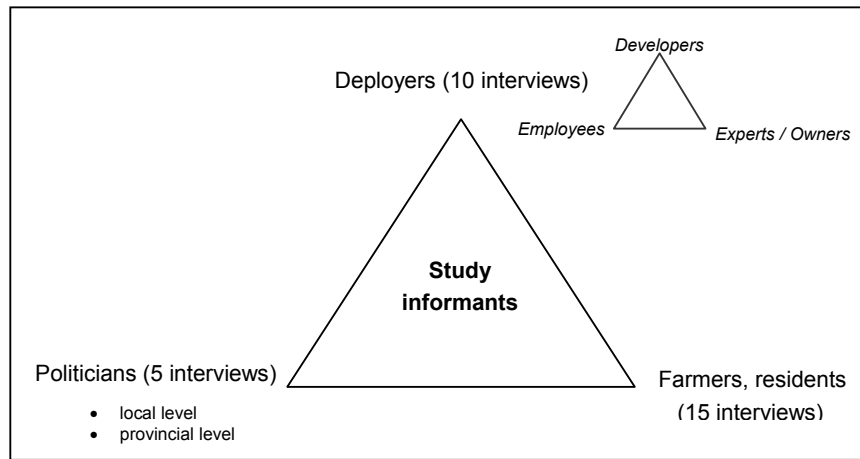 Developers
Deployers (10 interviews)
Employees
Experts / Owners
Study
informants
Politicians (5 interviews)
• local level
• provincial level
Farmers, residents
(15 interviews)